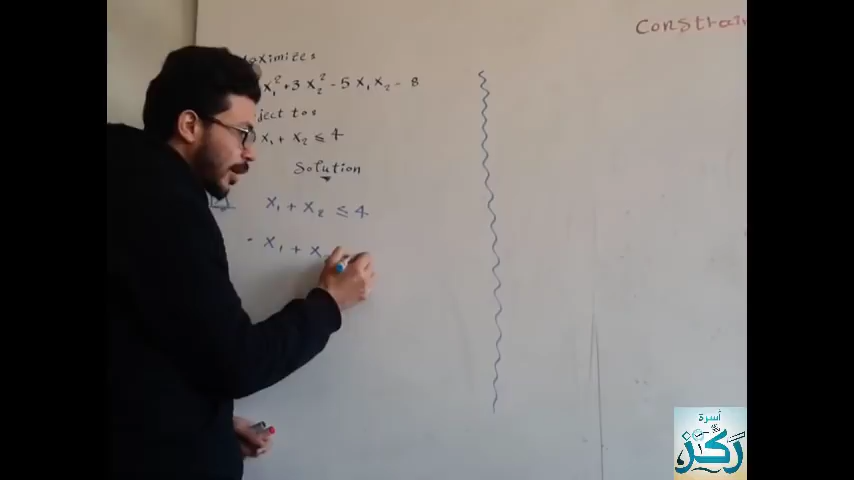 Constrain
aximizes
x₁² + 3 x₂² - 5 x₁ x₂ - 8
ject to:
x₁ + x₂ ≤ 4
Solution
x₁ + x₂ ≤ 4
- x₁ + x
أسرة
ركز